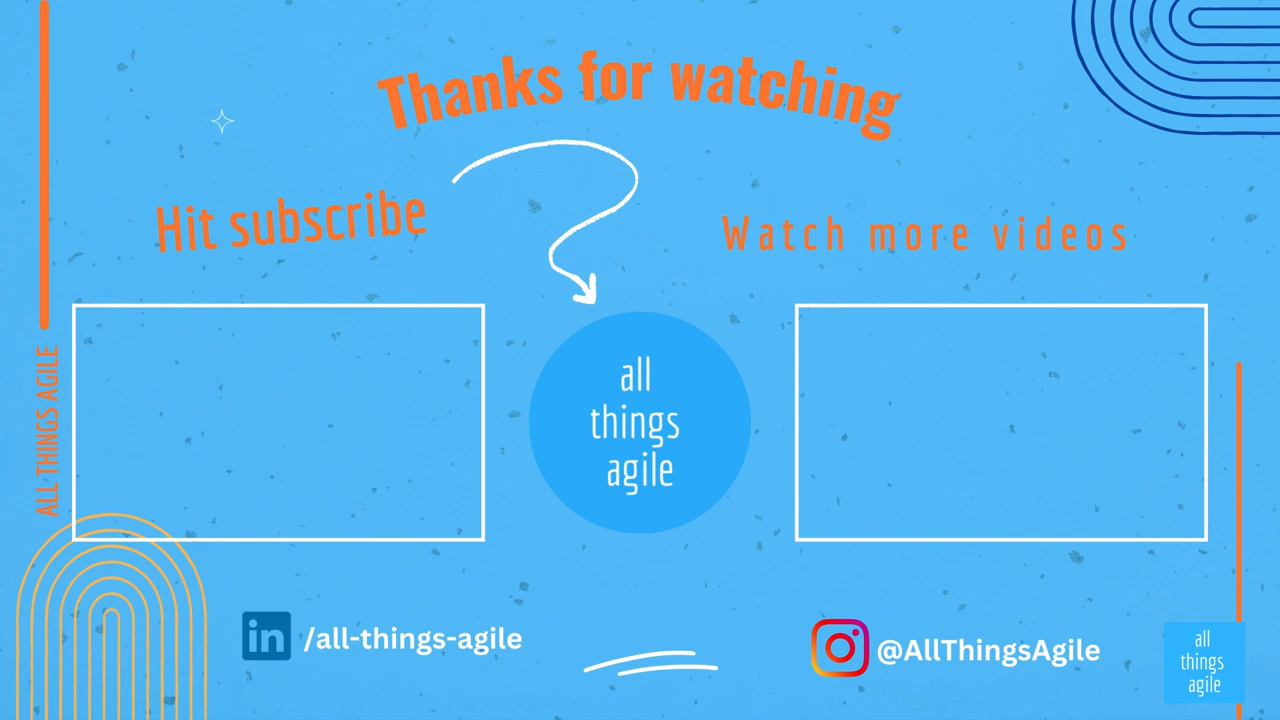 Thanks for watching
Hit subscribe
Watch more videos
ALL THINGS AGILE
all
things
agile
in /all-things-agile
@AllThingsAgile
all
things
agile